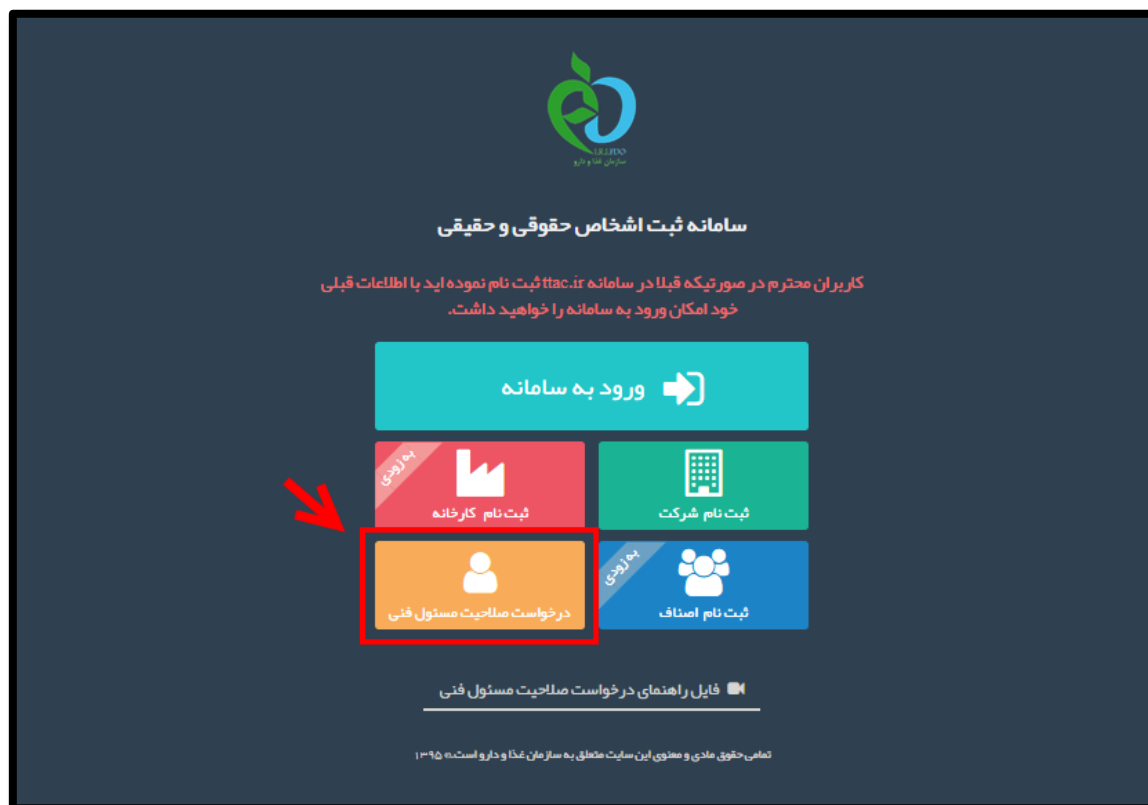 IRI.FDO
سازمان غذا و دارو
سامانه ثبت اشخاص حقوقی و حقیقی
کاربران محترم در صورتیکه قبلا در سامانه ttac.ir ثبت نام نموده اید با اطلاعات قبلی
خود امکان ورود به سامانه را خواهید داشت.
ورود به سامانه
ثبت نام شرکت
به زودی
ثبت نام کارخانه
به زودی
ثبت نام اصناف
درخواست صلاحیت مسئول فنی
فایل راهنمای درخواست صلاحیت مسئول فنی
تمامی حقوق مادی و معنوی این سایت متعلق به سازمان غذا و دارو است.© ۱۳۹۵